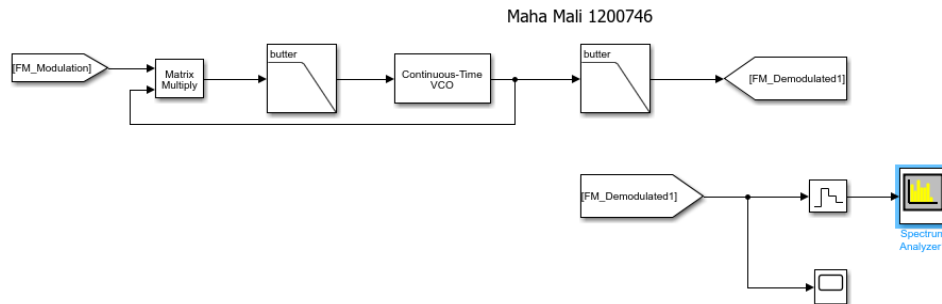 Maha Mali 1200746
[FM_Modulation]
Matrix
Multiply
butter
Continuous-Time
VCO
butter
[FM_Demodulated1]
[FM_Demodulated1]
Spectrum
Analyzer